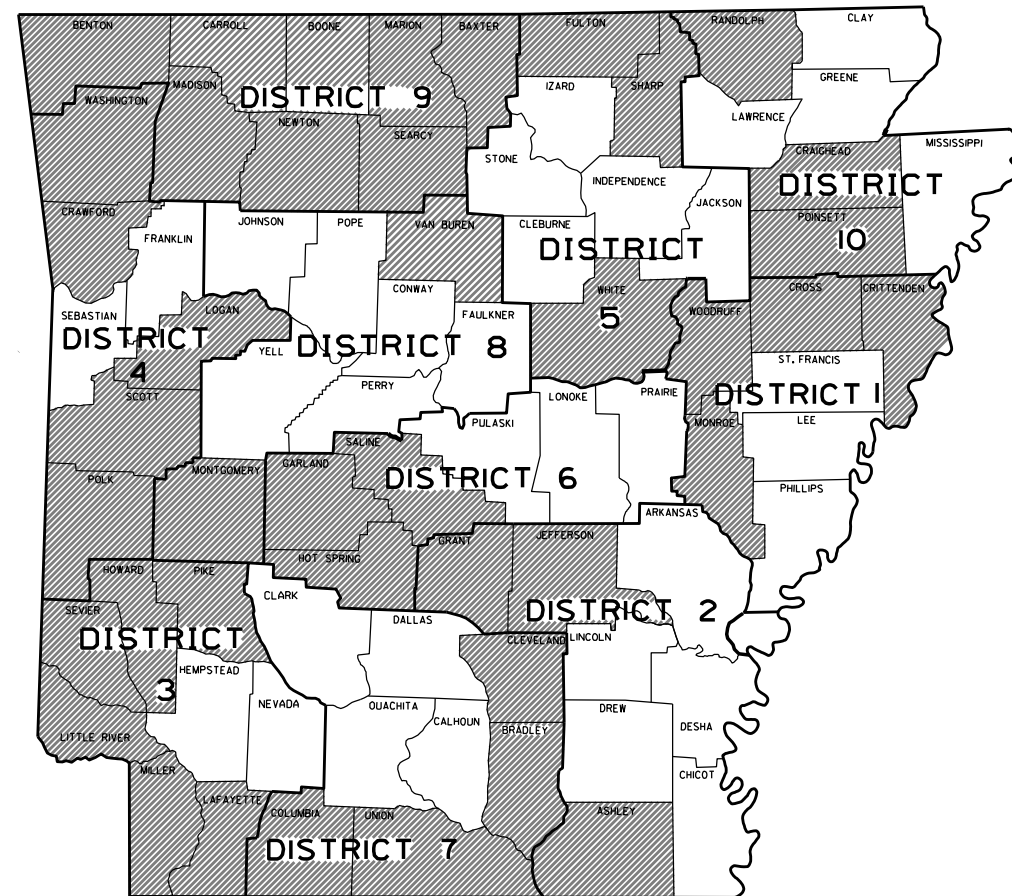 BENTON CARROLL BOONE MARION BAXTER FULTON RANDOLPH CLAY
MADISON IZARD SHARP GREENE
WASHINGTON DISTRICT 9
NEWTON LAWRENCE
SEARCY CRAIGHEAD MISSISSIPPI
STONE INDEPENDENCE DISTRICT
JACKSON
CRAWFORD JOHNSON POPE VAN BUREN CLEBURNE POINSETT
FRANKLIN DISTRICT 10
CONWAY WHITE CROSS CRITTENDEN
LOGAN FAULKNER WOODRUFF
SEBASTIAN 5
DISTRICT YELL DISTRICT 8 ST. FRANCIS
4 PERRY
SCOTT LONOKE PRAIRIE DISTRICT 1
PULASKI MONROE LEE
SALINE
POLK MONTGOMERY GARLAND DISTRICT 6 PHILLIPS
ARKANSAS
GRANT JEFFERSON
HOWARD PIKE HOT SPRING
CLARK
SEVIER DALLAS DISTRICT 2
DISTRICT CLEVELAND LINCOLN
HEMPSTEAD
3 NEVADA OUACHITA DREW
CALHOUN DESHA
LITTLE RIVER BRADLEY
MILLER CHICOT
LAFAYETTE COLUMBIA UNION ASHLEY
DISTRICT 7